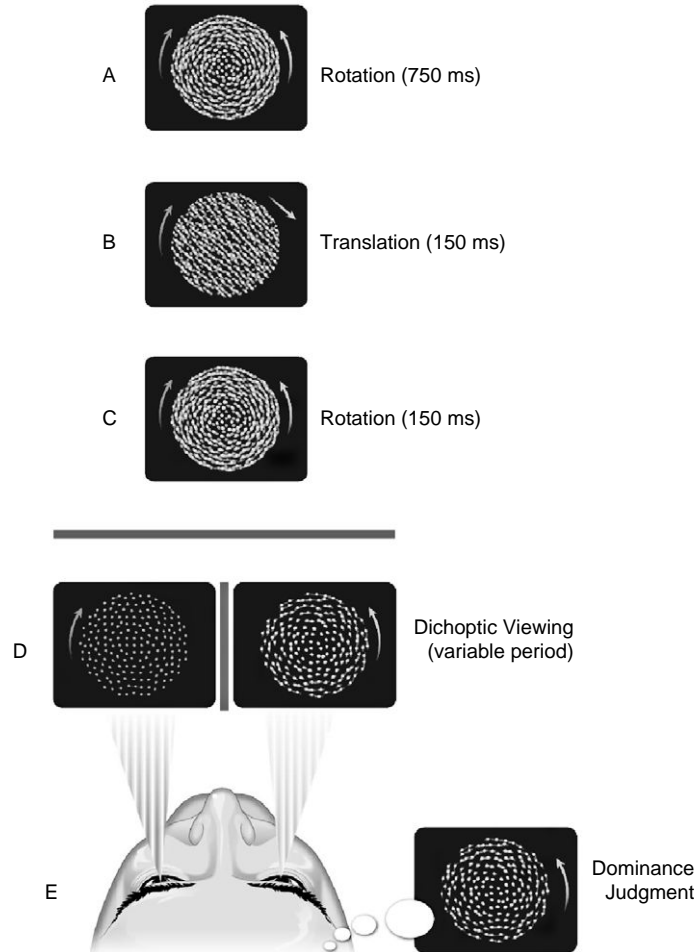 A
Rotation (750 ms)
B
Translation (150 ms)
C
Rotation (150 ms)
D
Dichoptic Viewing
(variable period)
E
Dominance
Judgment